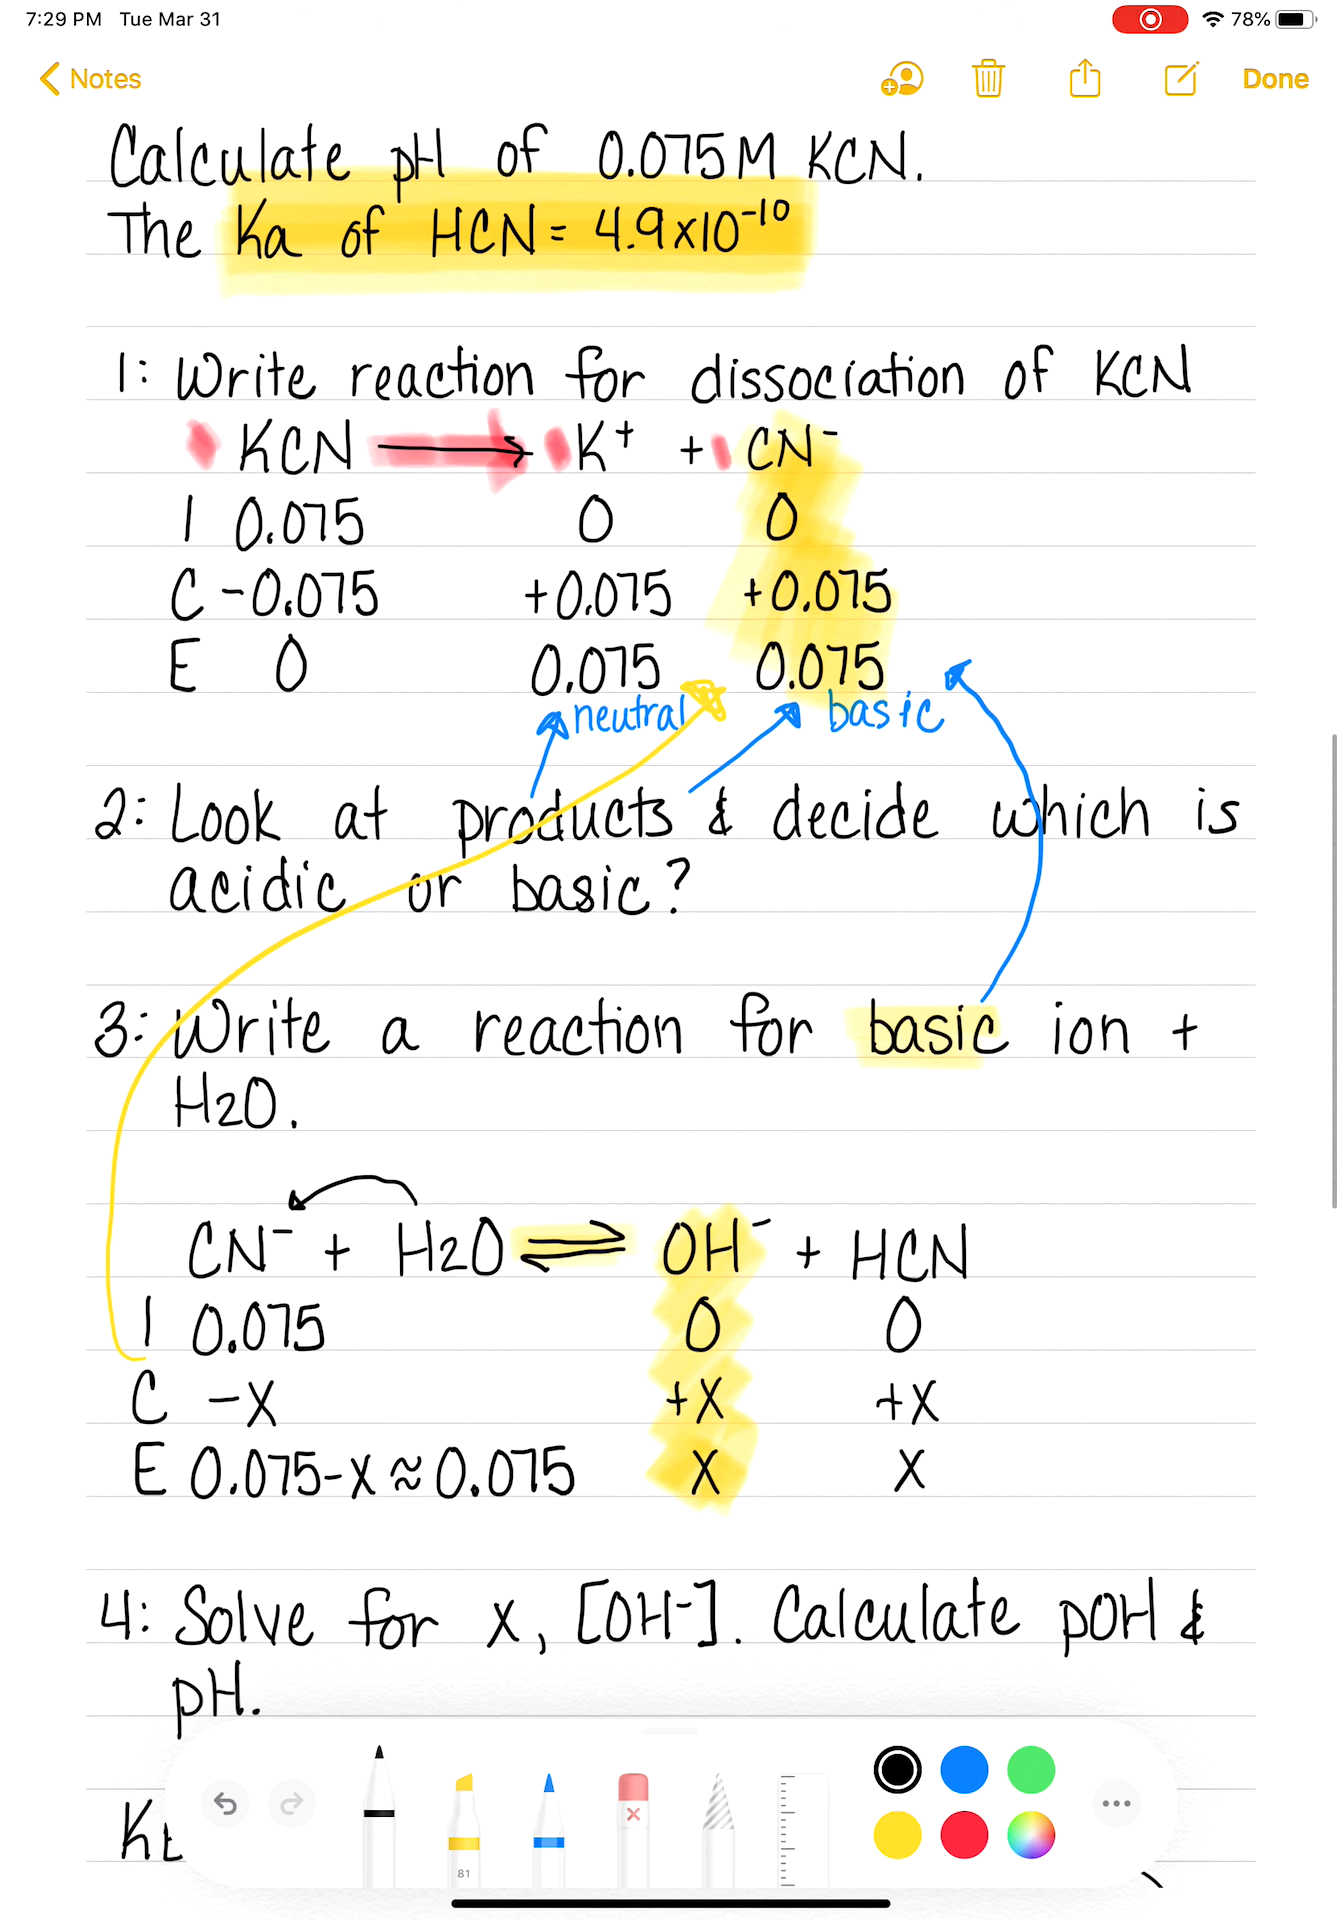 7:29 PM Tue Mar 31 78%
Notes Done
Calculate pH of 0.075M KCN.
The Ka of HCN = 4.9x10-10
1: Write reaction for dissociation of KCN
KCN → K+ + CN-
I 0.075 0 0
C -0.075 +0.075 +0.075
E 0 0.075 0.075
neutral basic
2: Look at products & decide which is
acidic or basic?
3: Write a reaction for basic ion +
H2O.
CN- + H2O ⇌ OH- + HCN
I 0.075 0 0
C -X +X +X
E 0.075-X ≈ 0.075 X X
4: Solve for x, [OH-]. Calculate pOH &
pH.
81